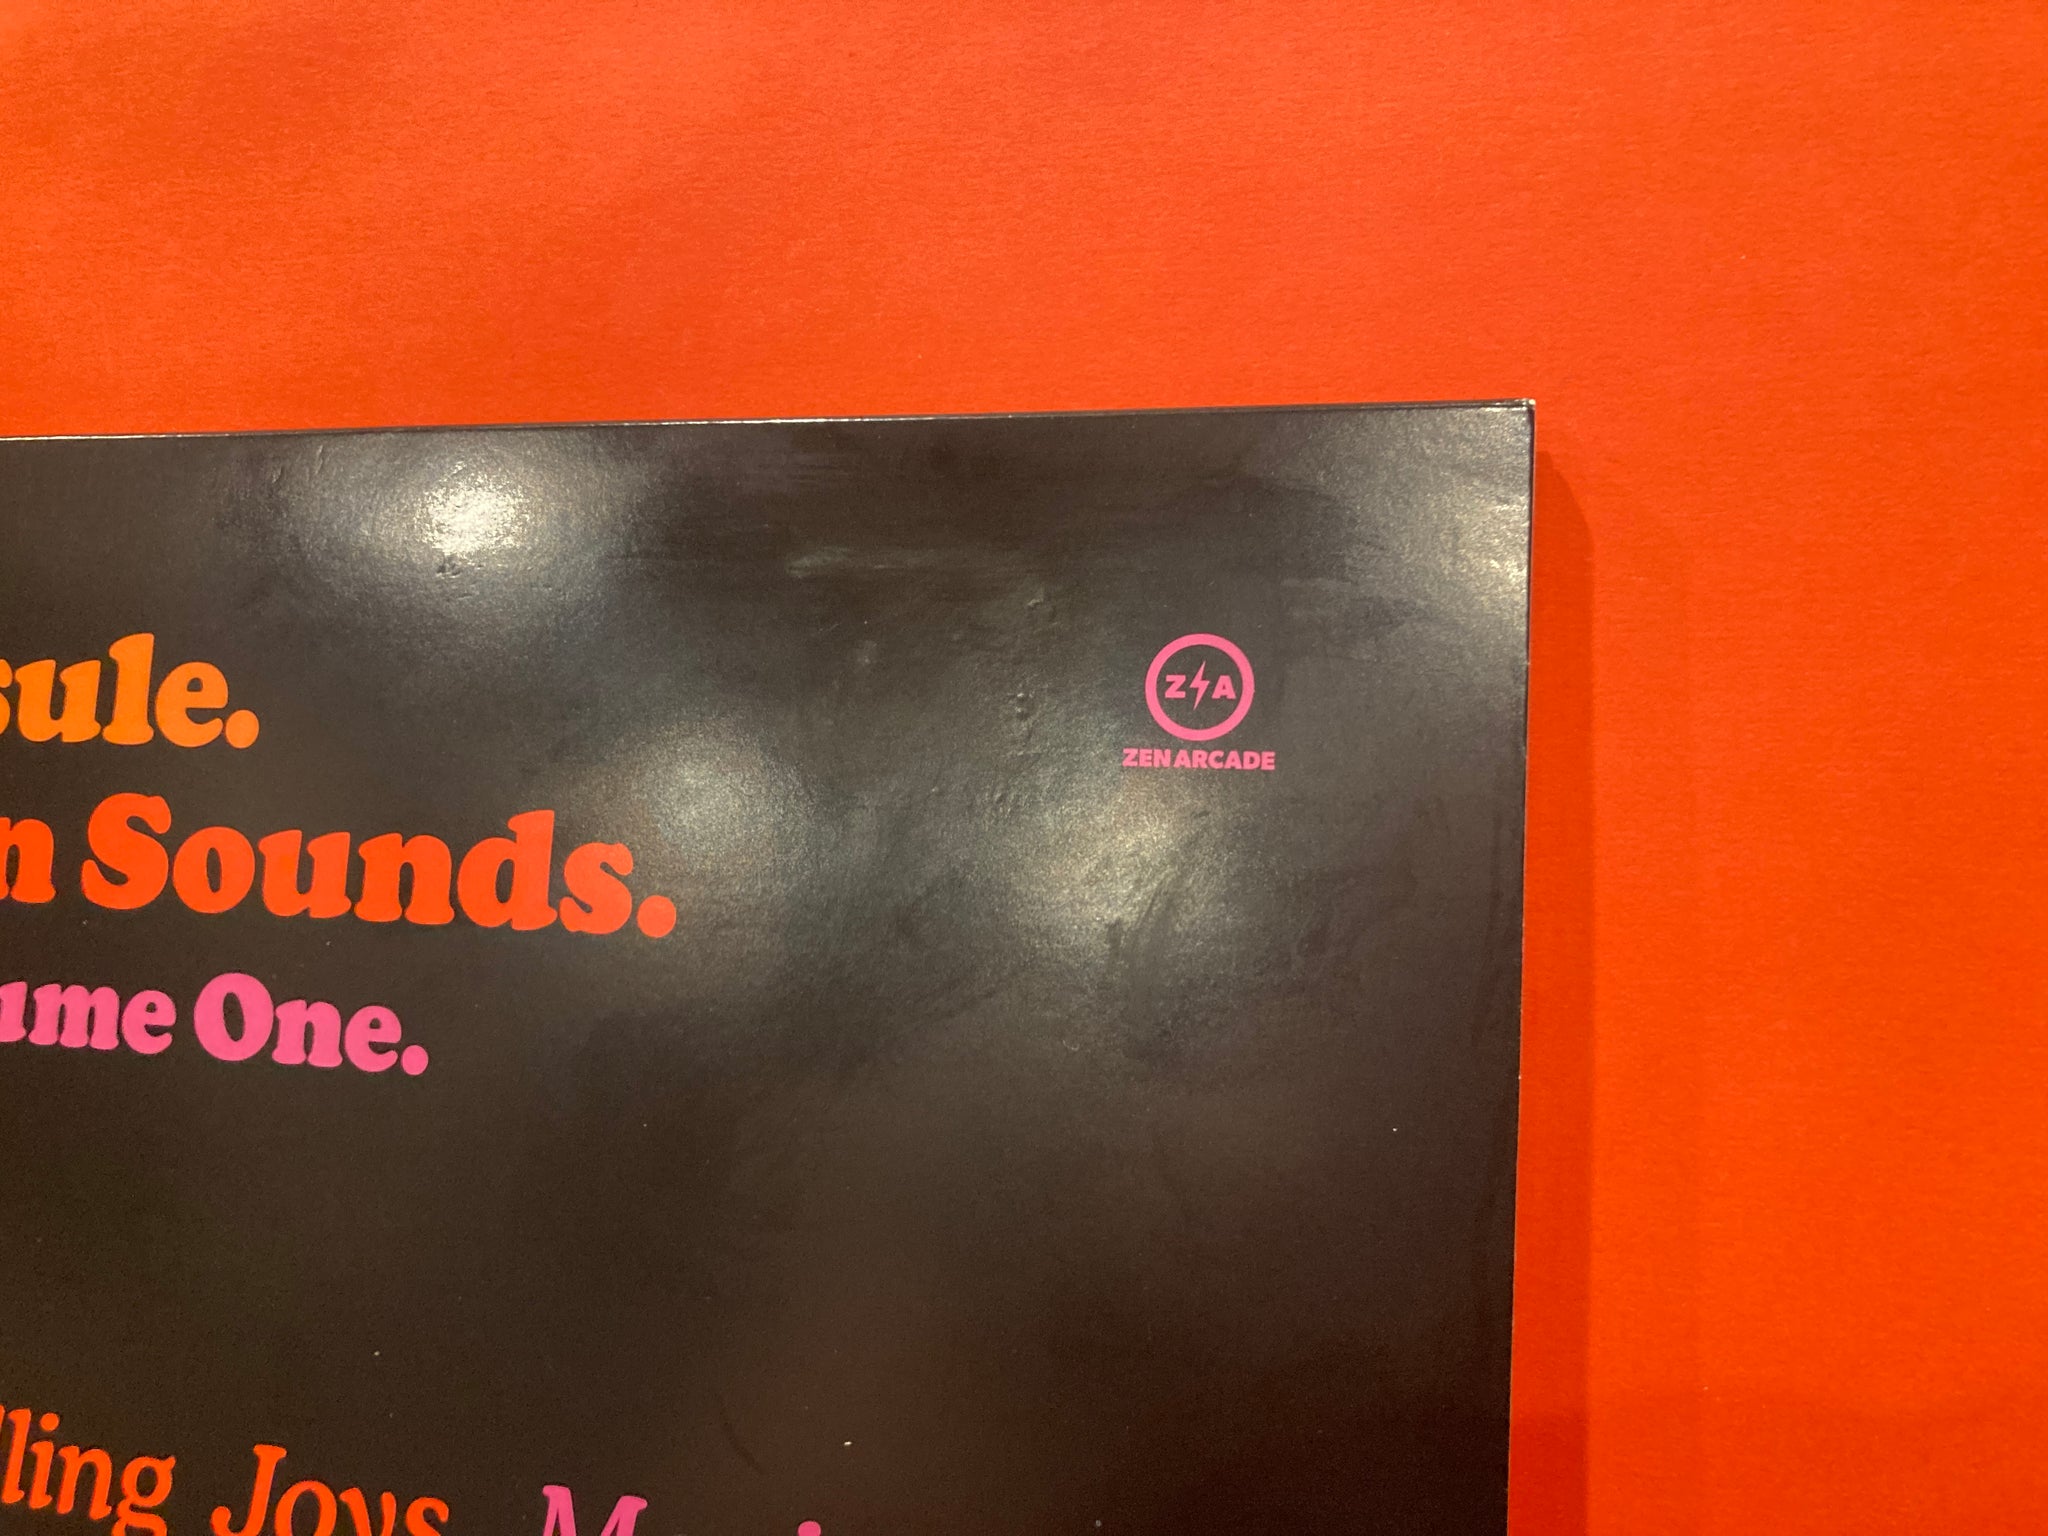 sule.
Z A
ZEN ARCADE
n Sounds.
ume One.
lling Joys